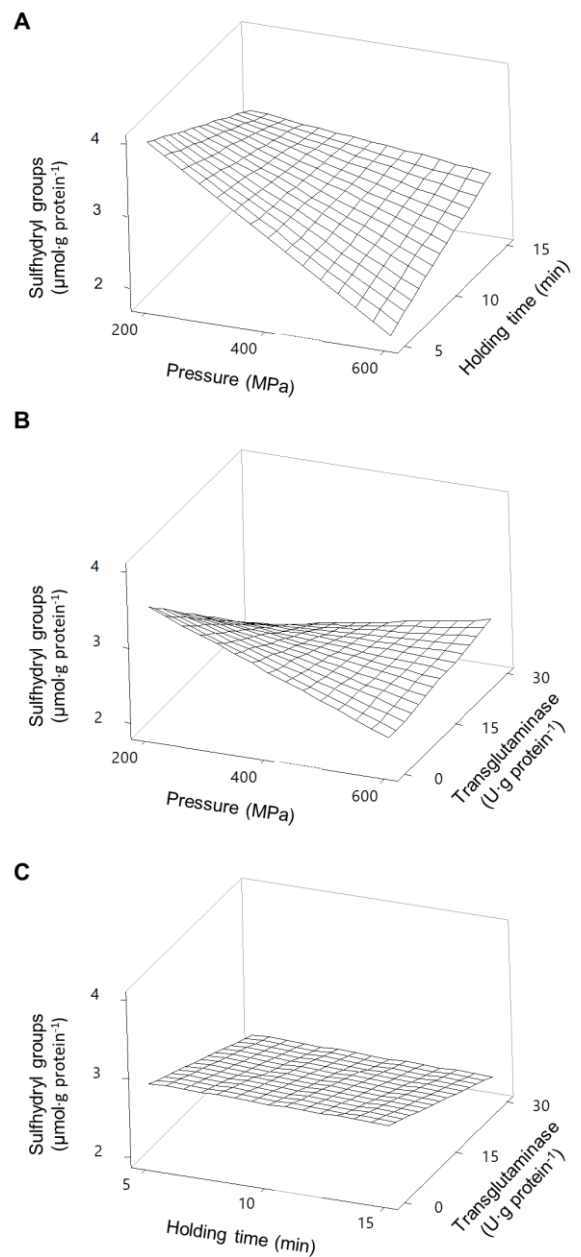 A
4
3
2
Sulfhydryl groups
(µmol·g protein⁻¹)
200
400
600
Pressure (MPa)
5
10
15
Holding time (min)
B
4
3
2
Sulfhydryl groups
(µmol·g protein⁻¹)
200
400
600
Pressure (MPa)
0
15
30
Transglutaminase
(U·g protein⁻¹)
C
4
3
2
Sulfhydryl groups
(µmol·g protein⁻¹)
5
10
15
Holding time (min)
0
15
30
Transglutaminase
(U·g protein⁻¹)